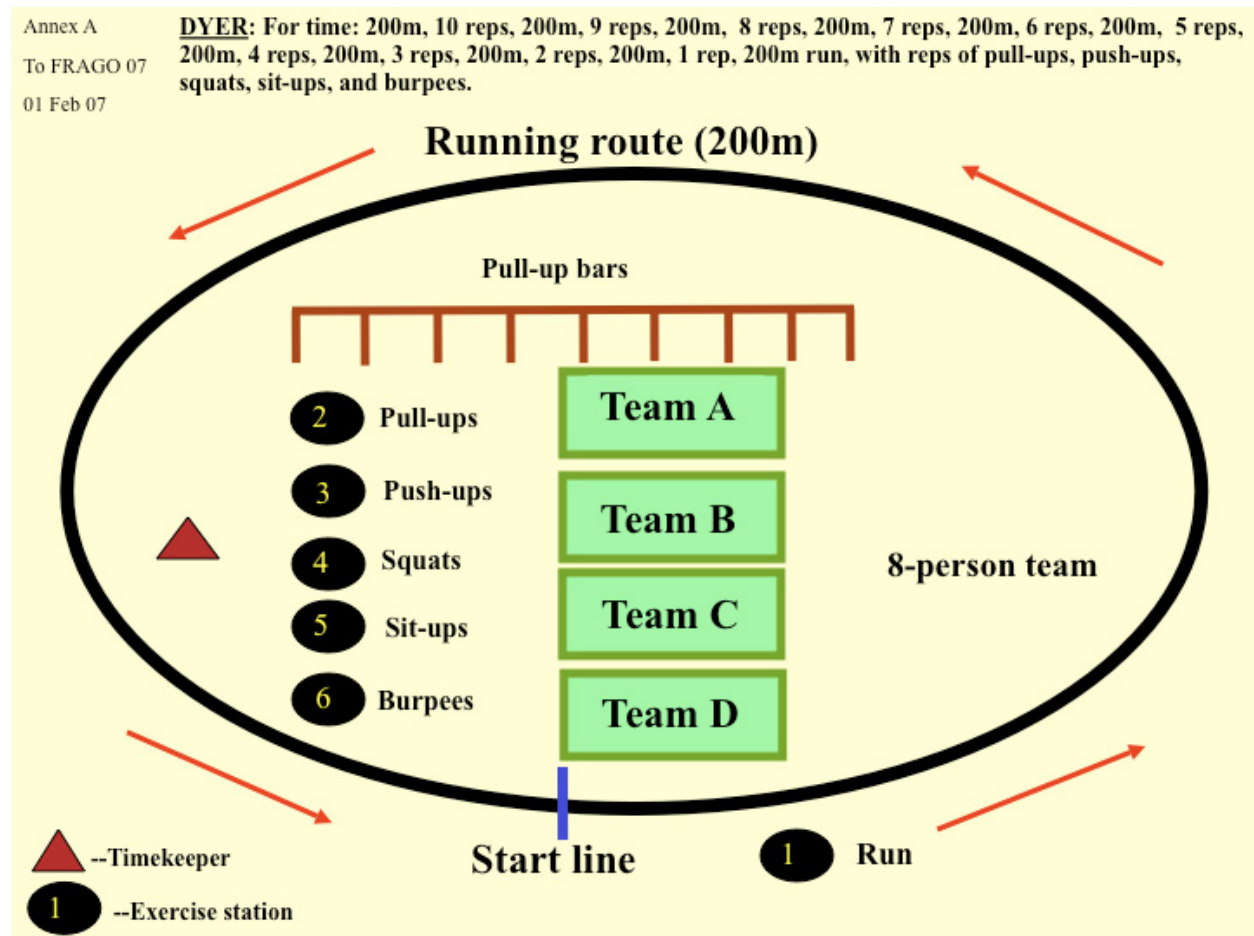 Annex A
To FRAGO 07
01 Feb 07
DYER: For time: 200m, 10 reps, 200m, 9 reps, 200m, 8 reps, 200m, 7 reps, 200m, 6 reps, 200m, 5 reps,
200m, 4 reps, 200m, 3 reps, 200m, 2 reps, 200m, 1 rep, 200m run, with reps of pull-ups, push-ups,
squats, sit-ups, and burpees.
Running route (200m)
Pull-up bars
2 Pull-ups
3 Push-ups
4 Squats
5 Sit-ups
6 Burpees
Team A
Team B
Team C
Team D
8-person team
Start line
1 Run
--Timekeeper
1 --Exercise station